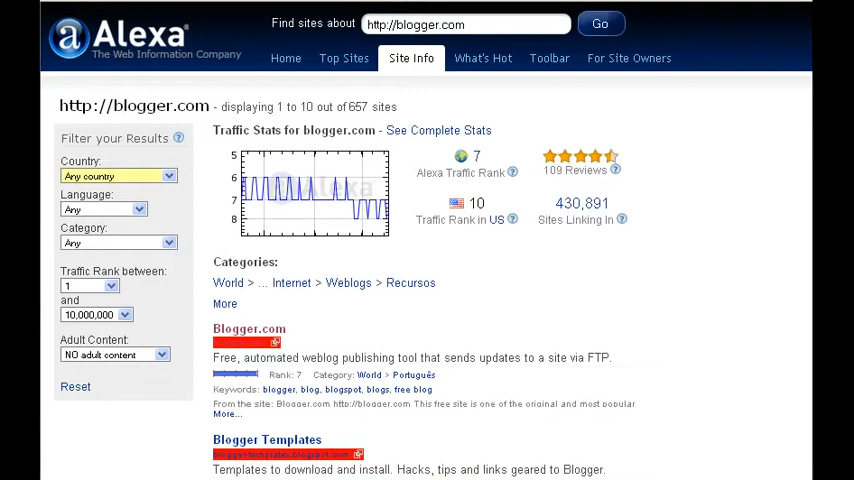 Alexa®
The Web Information Company
Find sites about http://blogger.com Go
Home Top Sites Site Info What's Hot Toolbar For Site Owners
http://blogger.com - displaying 1 to 10 out of 657 sites
Filter your Results ?
Country:
Any country
Language:
Any
Category:
Any
Traffic Rank between:
1
and
10,000,000
Adult Content:
NO adult content
Reset
Traffic Stats for blogger.com - See Complete Stats
5
6
7
8
Alexa
7
Alexa Traffic Rank ?
109 Reviews ?
10
Traffic Rank in US ?
430,891
Sites Linking In ?
Categories:
World > ... Internet > Weblogs > Recursos
More
Blogger.com
Free, automated weblog publishing tool that sends updates to a site via FTP.
Rank: 7 Category: World > Português
Keywords: blogger, blog, blogspot, blogs, free blog
From the site: Blogger.com http://blogger.com This free site is one of the original and most popular
More...
Blogger Templates
blogger-templates.blogspot.com
Templates to download and install. Hacks, tips and links geared to Blogger.